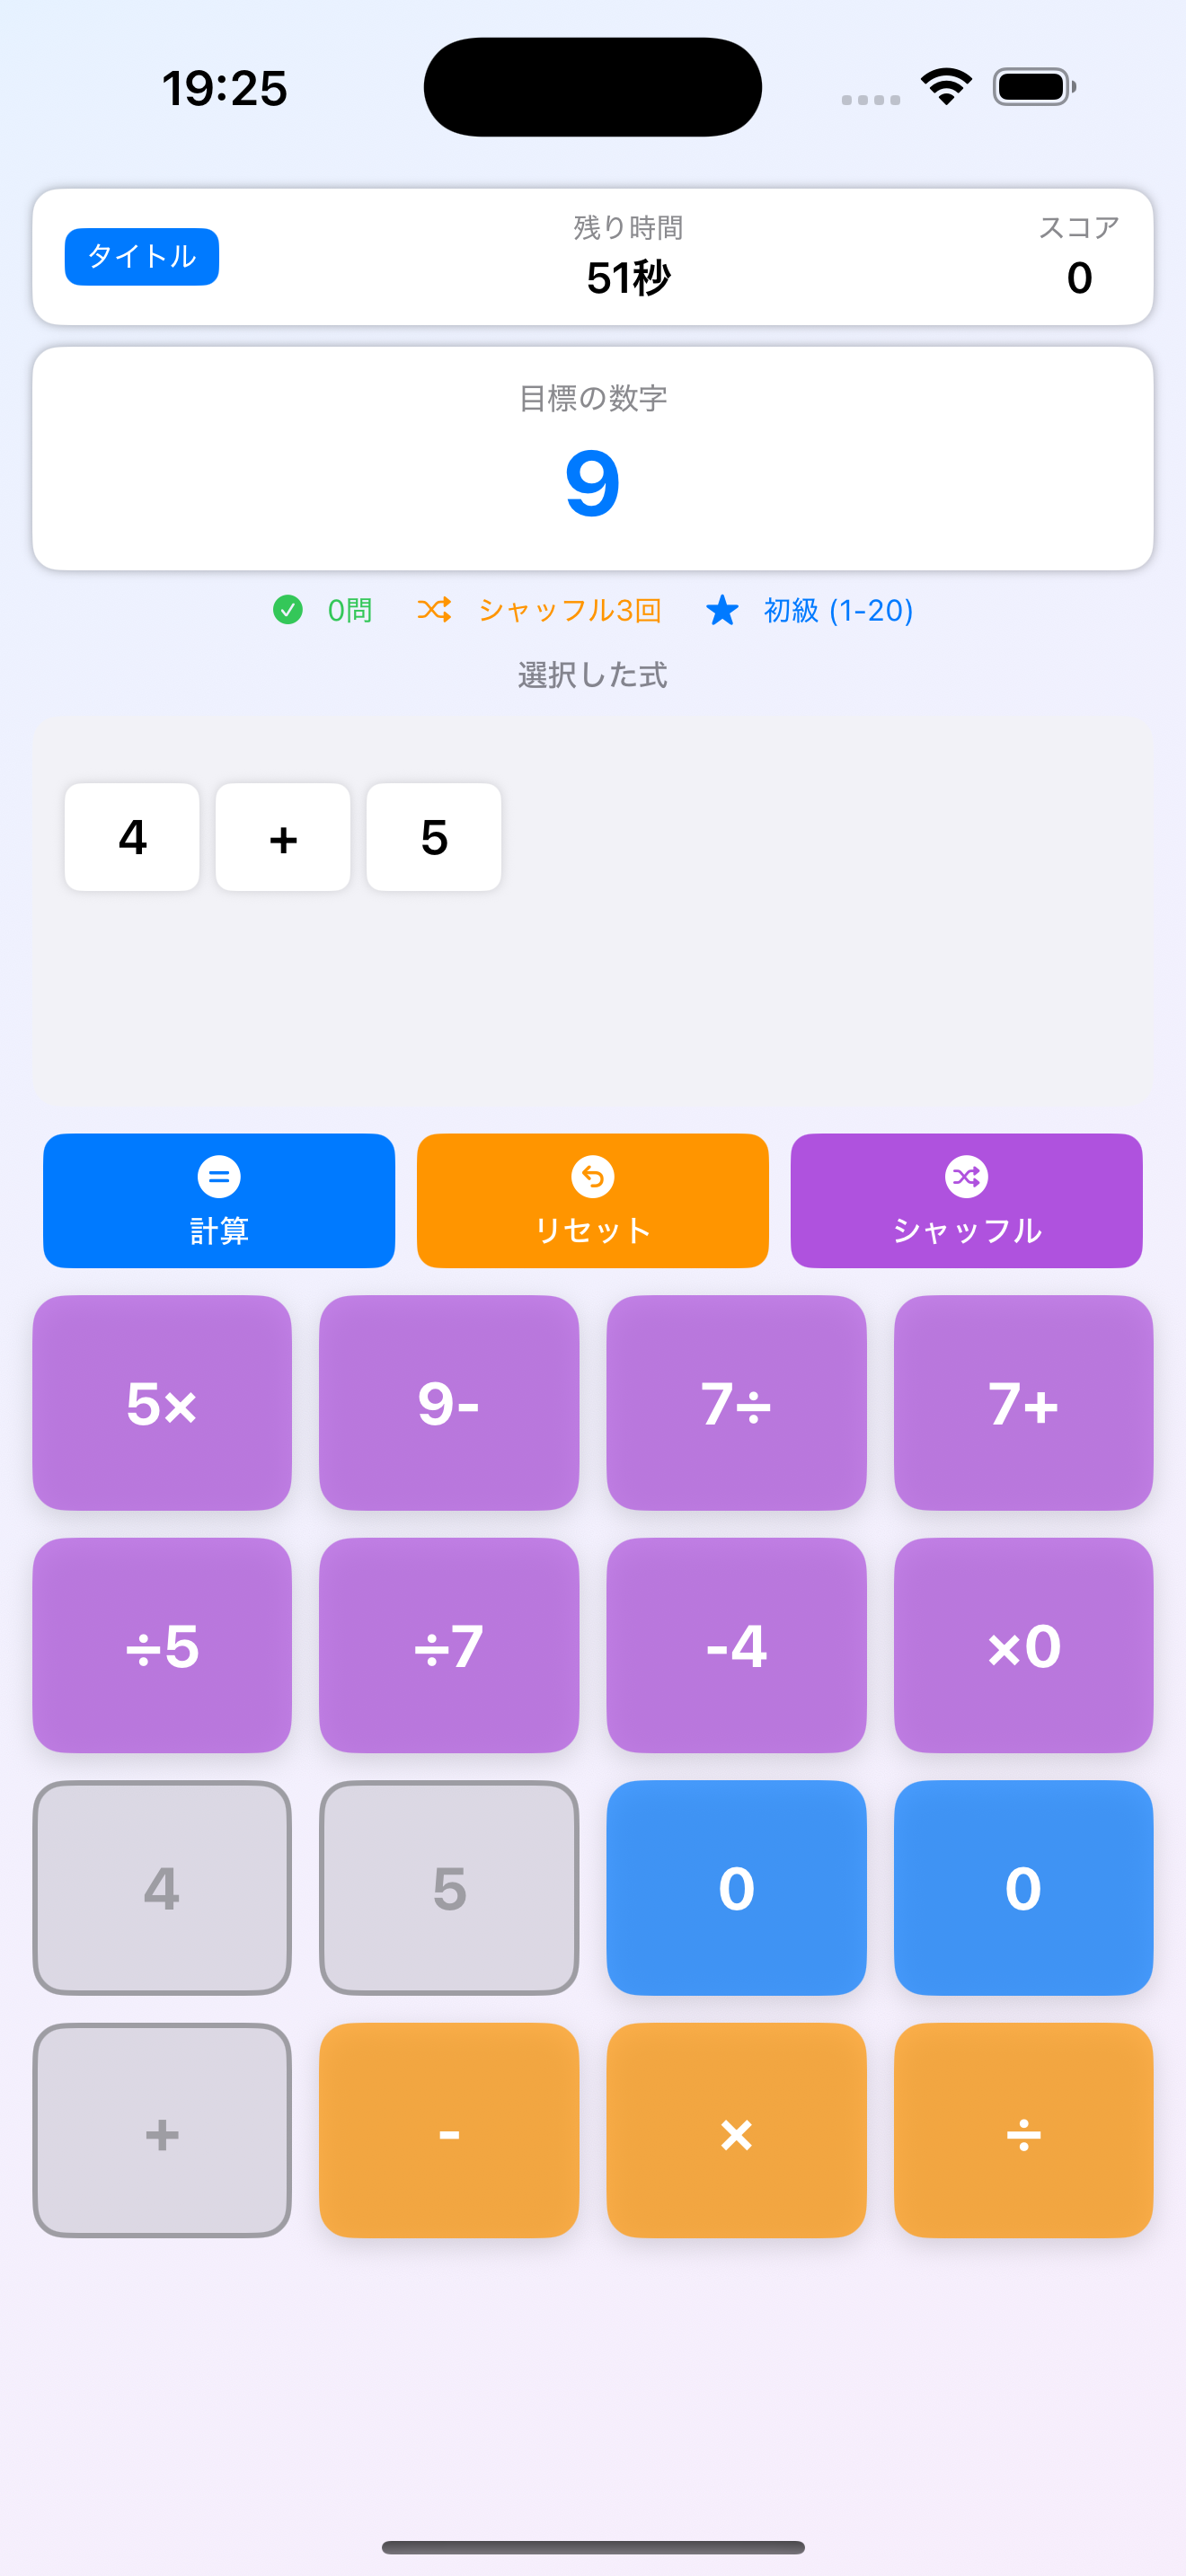 19:25
タイトル
残り時間
51秒
スコア
0
目標の数字
9
0問 シャッフル3回 初級 (1-20)
選択した式
4 + 5
計算 リセット シャッフル
5× 9- 7÷ 7+
÷5 ÷7 -4 ×0
4 5 0 0
+ - × ÷